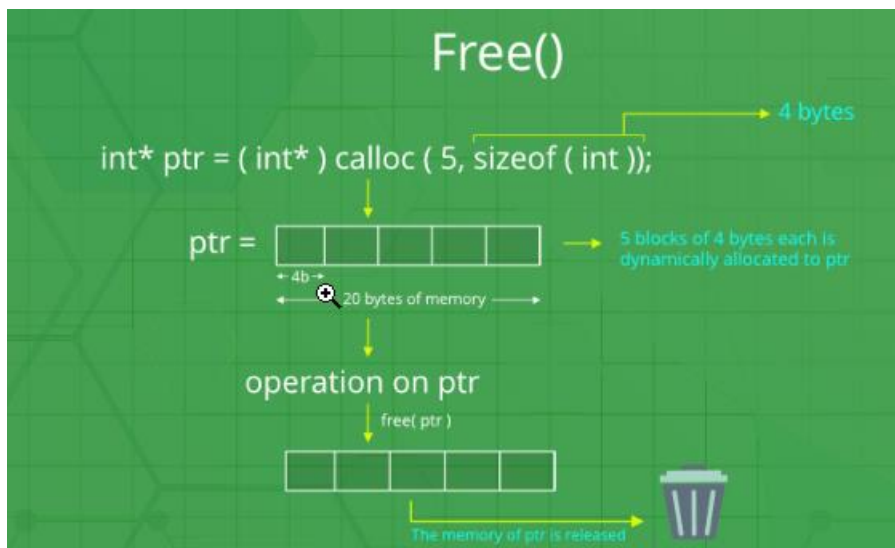 Free()
4 bytes
int* ptr = ( int* ) calloc ( 5, sizeof ( int ));
ptr =
5 blocks of 4 bytes each is
dynamically allocated to ptr
4b
20 bytes of memory
operation on ptr
free( ptr )
The memory of ptr is released